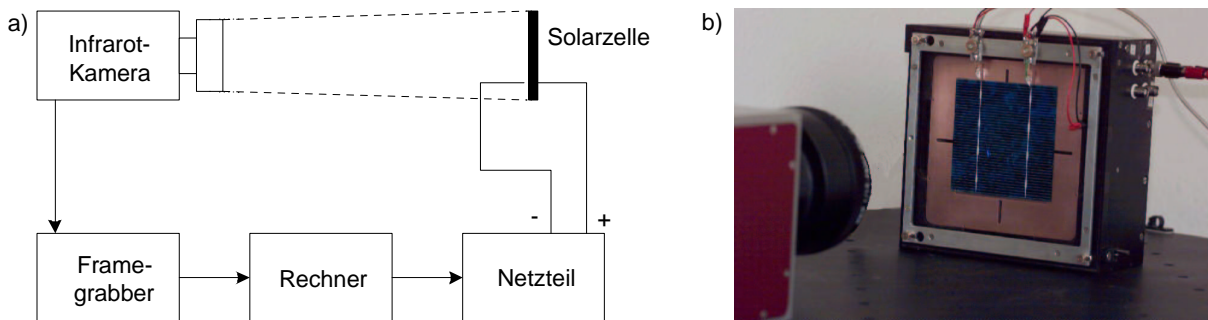 a)
Infrarot-
Kamera
Solarzelle
-
+
Frame-
grabber
Rechner
Netzteil
b)